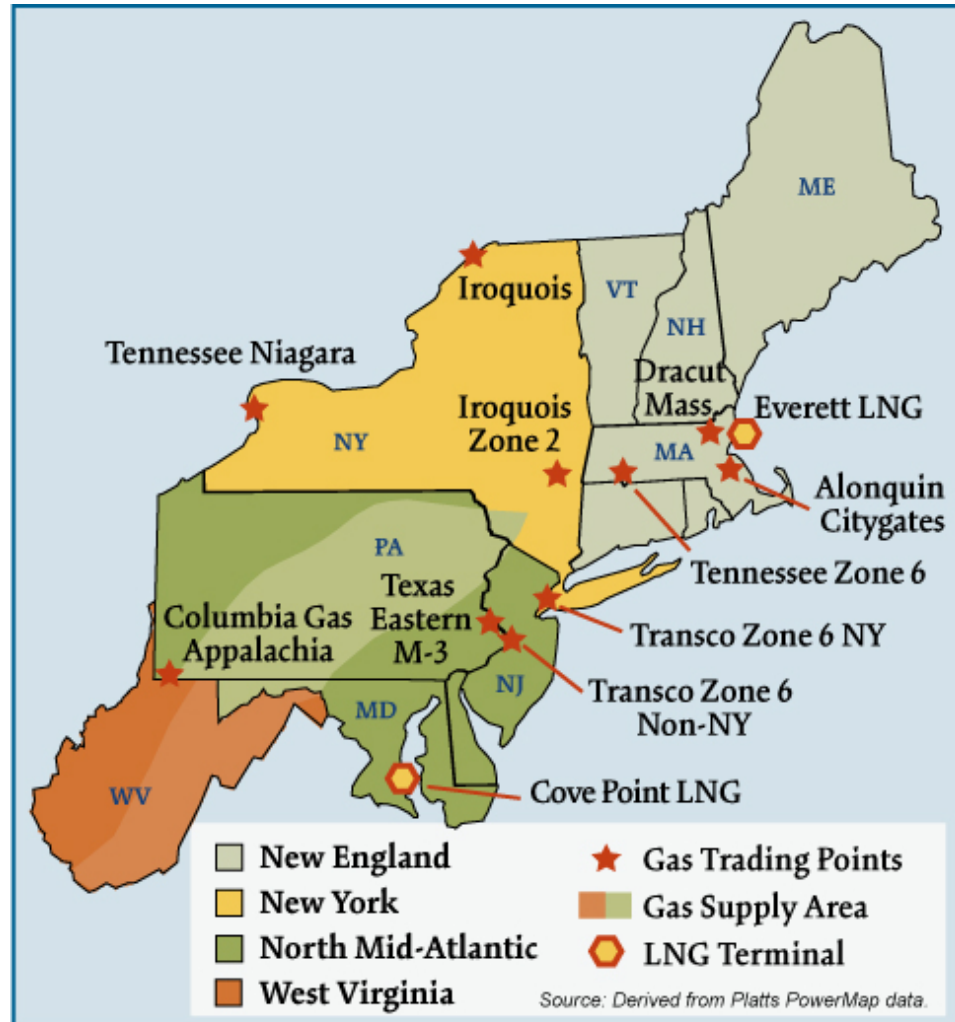 ME
VT
Iroquois
NH
Tennessee Niagara
Dracut
Mass
Everett LNG
Iroquois
Zone 2
NY
MA
Alonquin
Citygates
PA
Tennessee Zone 6
Texas
Eastern
M-3
Columbia Gas
Appalachia
Transco Zone 6 NY
NJ
Transco Zone 6
Non-NY
MD
WV
Cove Point LNG
New England
New York
North Mid-Atlantic
West Virginia
Gas Trading Points
Gas Supply Area
LNG Terminal
Source: Derived from Platts PowerMap data.